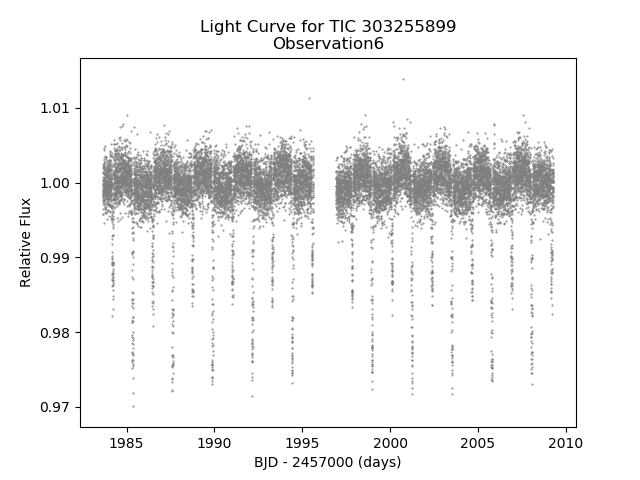 Light Curve for TIC 303255899
Observation6
Relative Flux
1.01
1.00
0.99
0.98
0.97
1985
1990
1995
2000
2005
2010
BJD - 2457000 (days)